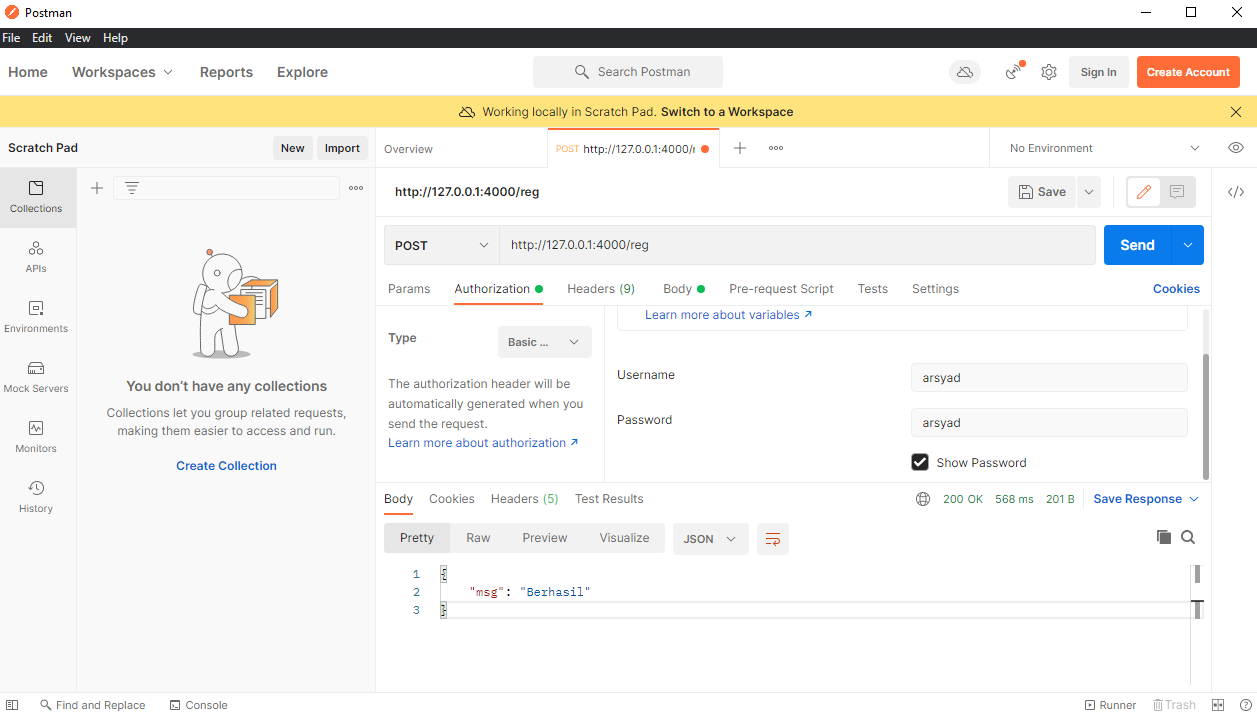 Postman
File Edit View Help
Home Workspaces Reports Explore Search Postman Sign In Create Account
Working locally in Scratch Pad. Switch to a Workspace
Scratch Pad New Import Overview POST http://127.0.0.1:4000/r No Environment
http://127.0.0.1:4000/reg Save
Collections
APIs
Environments
Mock Servers
Monitors
History
You don't have any collections
Collections let you group related requests,
making them easier to access and run.
Create Collection
POST http://127.0.0.1:4000/reg Send
Params Authorization Headers (9) Body Pre-request Script Tests Settings Cookies
Learn more about variables ↗
Type Basic ...
The authorization header will be
automatically generated when you
send the request.
Learn more about authorization ↗
Username arsyad
Password arsyad
Show Password
Body Cookies Headers (5) Test Results 200 OK 568 ms 201 B Save Response
Pretty Raw Preview Visualize JSON
1 {
2 "msg": "Berhasil"
3 }
Find and Replace Console Runner Trash